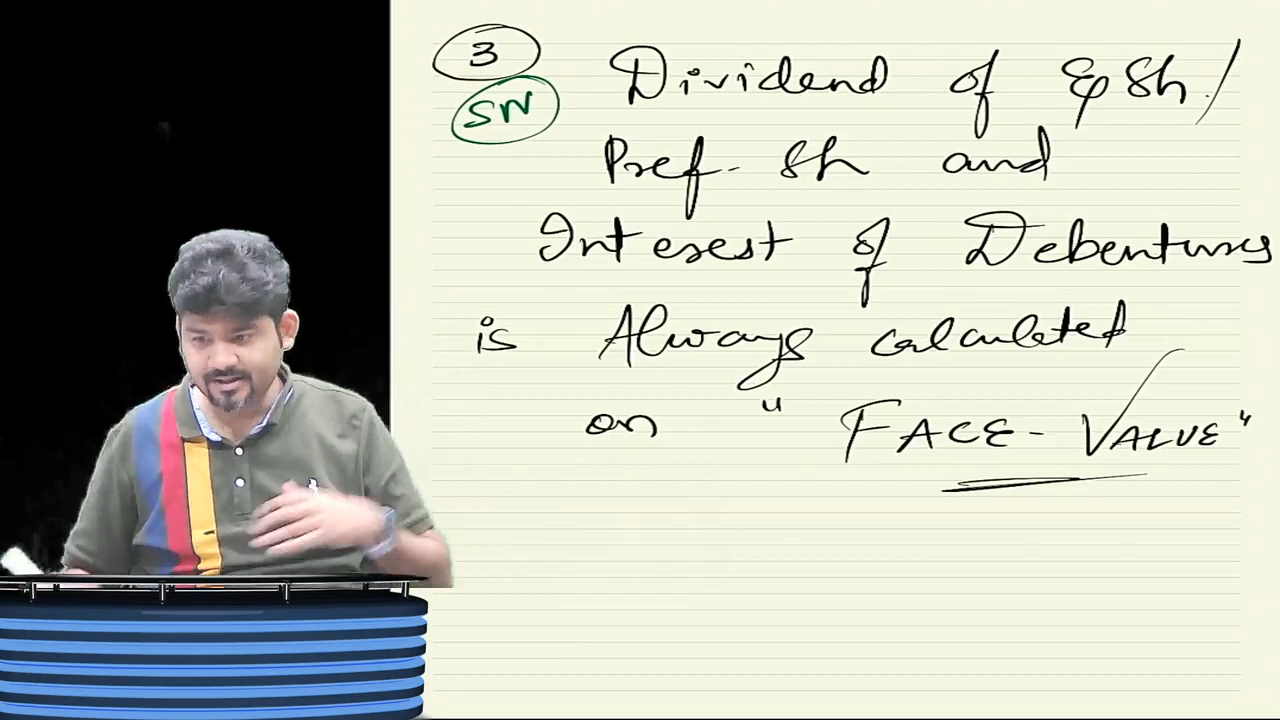 3
SN
Dividend of Eq Sh /
Pref. Sh and
Interest of Debentures
is Always calculated
on " FACE - VALUE "